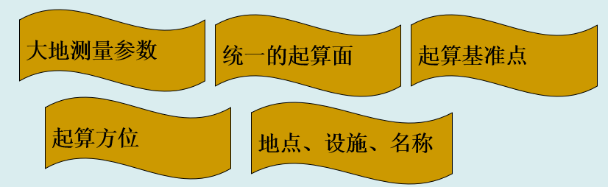 大地测量参数
统一的起算面
起算基准点
起算方位
地点、设施、名称